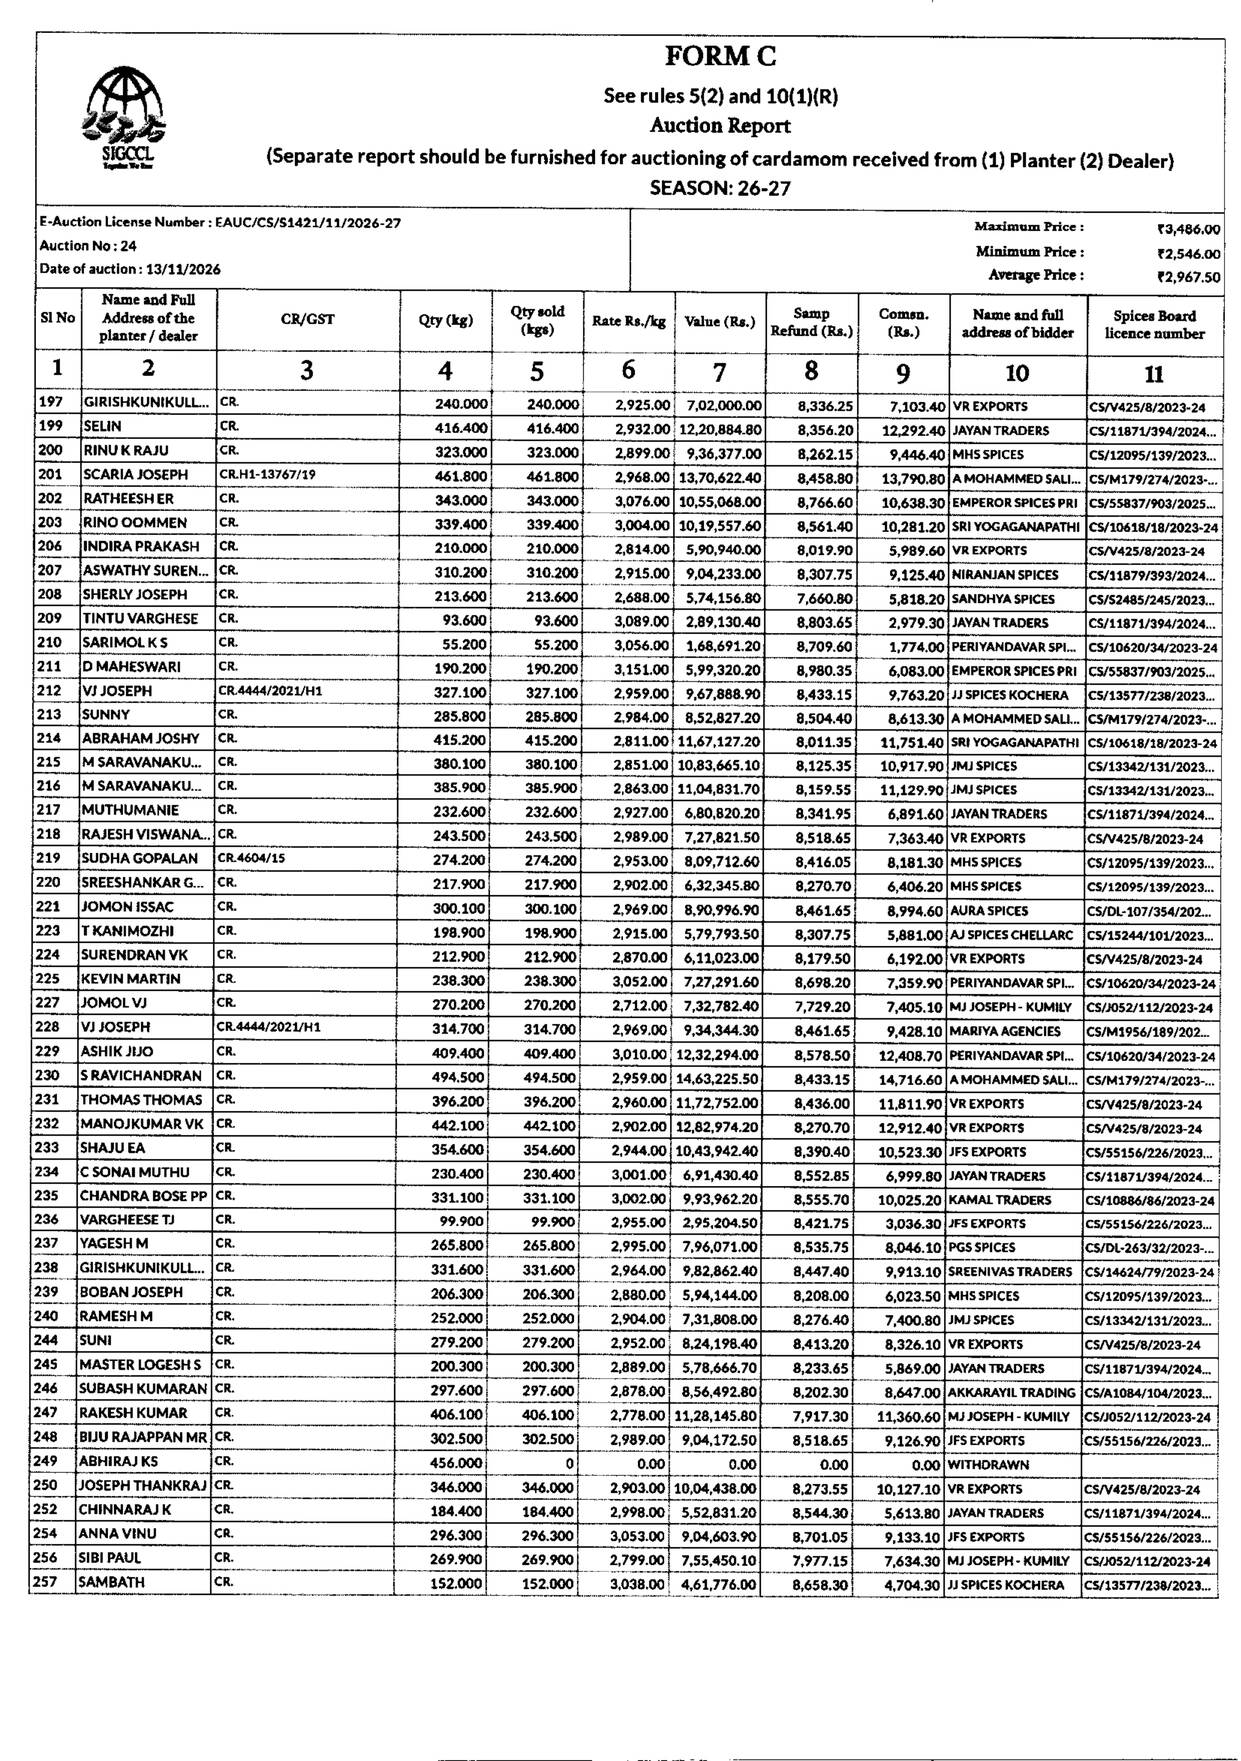 FORM C
See rules 5(2) and 10(1)(R)
Auction Report
(Separate report should be furnished for auctioning of cardamom received from (1) Planter (2) Dealer)
SEASON: 26-27
SIGCCL
Together We Rise
E-Auction License Number : EAUC/CS/S1421/11/2026-27
Auction No : 24
Date of auction : 13/11/2026
Maximum Price : ₹3,486.00
Minimum Price : ₹2,546.00
Average Price : ₹2,967.50
Sl No Name and Full Address of the planter / dealer CR/GST Qty (kg) Qty sold (kgs) Rate Rs./kg Value (Rs.) Samp Refund (Rs.) Comsn. (Rs.) Name and full address of bidder Spices Board licence number
1 2 3 4 5 6 7 8 9 10 11
197 GIRISHKUNIKULL... CR. 240.000 240.000 2,925.00 7,02,000.00 8,336.25 7,103.40 VR EXPORTS CS/V425/8/2023-24
199 SELIN CR. 416.400 416.400 2,932.00 12,20,884.80 8,356.20 12,292.40 JAYAN TRADERS CS/11871/394/2024...
200 RINU K RAJU CR. 323.000 323.000 2,899.00 9,36,377.00 8,262.15 9,446.40 MHS SPICES CS/12095/139/2023...
201 SCARIA JOSEPH CR.H1-13767/19 461.800 461.800 2,968.00 13,70,622.40 8,458.80 13,790.80 A MOHAMMED SALI... CS/M179/274/2023-...
202 RATHEESH ER CR. 343.000 343.000 3,076.00 10,55,068.00 8,766.60 10,638.30 EMPEROR SPICES PRI CS/55837/903/2025...
203 RINO OOMMEN CR. 339.400 339.400 3,004.00 10,19,557.60 8,561.40 10,281.20 SRI YOGAGANAPATHI CS/10618/18/2023-24
206 INDIRA PRAKASH CR. 210.000 210.000 2,814.00 5,90,940.00 8,019.90 5,989.60 VR EXPORTS CS/V425/8/2023-24
207 ASWATHY SUREN... CR. 310.200 310.200 2,915.00 9,04,233.00 8,307.75 9,125.40 NIRANJAN SPICES CS/11879/393/2024...
208 SHERLY JOSEPH CR. 213.600 213.600 2,688.00 5,74,156.80 7,660.80 5,818.20 SANDHYA SPICES CS/S2485/245/2023...
209 TINTU VARGHESE CR. 93.600 93.600 3,089.00 2,89,130.40 8,803.65 2,979.30 JAYAN TRADERS CS/11871/394/2024...
210 SARIMOL K S CR. 55.200 55.200 3,056.00 1,68,691.20 8,709.60 1,774.00 PERIYANDAVAR SPI... CS/10620/34/2023-24
211 D MAHESWARI CR. 190.200 190.200 3,151.00 5,99,320.20 8,980.35 6,083.00 EMPEROR SPICES PRI CS/55837/903/2025...
212 VJ JOSEPH CR.4444/2021/H1 327.100 327.100 2,959.00 9,67,888.90 8,433.15 9,763.20 JJ SPICES KOCHERA CS/13577/238/2023...
213 SUNNY CR. 285.800 285.800 2,984.00 8,52,827.20 8,504.40 8,613.30 A MOHAMMED SALI... CS/M179/274/2023-...
214 ABRAHAM JOSHY CR. 415.200 415.200 2,811.00 11,67,127.20 8,011.35 11,751.40 SRI YOGAGANAPATHI CS/10618/18/2023-24
215 M SARAVANAKU... CR. 380.100 380.100 2,851.00 10,83,665.10 8,125.35 10,917.90 JMJ SPICES CS/13342/131/2023...
216 M SARAVANAKU... CR. 385.900 385.900 2,863.00 11,04,831.70 8,159.55 11,129.90 JMJ SPICES CS/13342/131/2023...
217 MUTHUMANIE CR. 232.600 232.600 2,927.00 6,80,820.20 8,341.95 6,891.60 JAYAN TRADERS CS/11871/394/2024...
218 RAJESH VISWANA... CR. 243.500 243.500 2,989.00 7,27,821.50 8,518.65 7,363.40 VR EXPORTS CS/V425/8/2023-24
219 SUDHA GOPALAN CR.4604/15 274.200 274.200 2,953.00 8,09,712.60 8,416.05 8,181.30 MHS SPICES CS/12095/139/2023...
220 SREESHANKAR G... CR. 217.900 217.900 2,902.00 6,32,345.80 8,270.70 6,406.20 MHS SPICES CS/12095/139/2023...
221 JOMON ISSAC CR. 300.100 300.100 2,969.00 8,90,996.90 8,461.65 8,994.60 AURA SPICES CS/DL-107/354/202...
223 T KANIMOZHI CR. 198.900 198.900 2,915.00 5,79,793.50 8,307.75 5,881.00 AJ SPICES CHELLARC CS/15244/101/2023...
224 SURENDRAN VK CR. 212.900 212.900 2,870.00 6,11,023.00 8,179.50 6,192.00 VR EXPORTS CS/V425/8/2023-24
225 KEVIN MARTIN CR. 238.300 238.300 3,052.00 7,27,291.60 8,698.20 7,359.90 PERIYANDAVAR SPI... CS/10620/34/2023-24
227 JOMOL VJ CR. 270.200 270.200 2,712.00 7,32,782.40 7,729.20 7,405.10 MJ JOSEPH - KUMILY CS/J052/112/2023-24
228 VJ JOSEPH CR.4444/2021/H1 314.700 314.700 2,969.00 9,34,344.30 8,461.65 9,428.10 MARIYA AGENCIES CS/M1956/189/202...
229 ASHIK JIJO CR. 409.400 409.400 3,010.00 12,32,294.00 8,578.50 12,408.70 PERIYANDAVAR SPI... CS/10620/34/2023-24
230 S RAVICHANDRAN CR. 494.500 494.500 2,959.00 14,63,225.50 8,433.15 14,716.60 A MOHAMMED SALI... CS/M179/274/2023-...
231 THOMAS THOMAS CR. 396.200 396.200 2,960.00 11,72,752.00 8,436.00 11,811.90 VR EXPORTS CS/V425/8/2023-24
232 MANOJKUMAR VK CR. 442.100 442.100 2,902.00 12,82,974.20 8,270.70 12,912.40 VR EXPORTS CS/V425/8/2023-24
233 SHAJU EA CR. 354.600 354.600 2,944.00 10,43,942.40 8,390.40 10,523.30 JFS EXPORTS CS/55156/226/2023...
234 C SONAI MUTHU CR. 230.400 230.400 3,001.00 6,91,430.40 8,552.85 6,999.80 JAYAN TRADERS CS/11871/394/2024...
235 CHANDRA BOSE PP CR. 331.100 331.100 3,002.00 9,93,962.20 8,555.70 10,025.20 KAMAL TRADERS CS/10886/86/2023-24
236 VARGHEESE TJ CR. 99.900 99.900 2,955.00 2,95,204.50 8,421.75 3,036.30 JFS EXPORTS CS/55156/226/2023...
237 YAGESH M CR. 265.800 265.800 2,995.00 7,96,071.00 8,535.75 8,046.10 PGS SPICES CS/DL-263/32/2023-...
238 GIRISHKUNIKULL... CR. 331.600 331.600 2,964.00 9,82,862.40 8,447.40 9,913.10 SREENIVAS TRADERS CS/14624/79/2023-24
239 BOBAN JOSEPH CR. 206.300 206.300 2,880.00 5,94,144.00 8,208.00 6,023.50 MHS SPICES CS/12095/139/2023...
240 RAMESH M CR. 252.000 252.000 2,904.00 7,31,808.00 8,276.40 7,400.80 JMJ SPICES CS/13342/131/2023...
244 SUNI CR. 279.200 279.200 2,952.00 8,24,198.40 8,413.20 8,326.10 VR EXPORTS CS/V425/8/2023-24
245 MASTER LOGESH S CR. 200.300 200.300 2,889.00 5,78,666.70 8,233.65 5,869.00 JAYAN TRADERS CS/11871/394/2024...
246 SUBASH KUMARAN CR. 297.600 297.600 2,878.00 8,56,492.80 8,202.30 8,647.00 AKKARAYIL TRADING CS/A1084/104/2023...
247 RAKESH KUMAR CR. 406.100 406.100 2,778.00 11,28,145.80 7,917.30 11,360.60 MJ JOSEPH - KUMILY CS/J052/112/2023-24
248 BIJU RAJAPPAN MR CR. 302.500 302.500 2,989.00 9,04,172.50 8,518.65 9,126.90 JFS EXPORTS CS/55156/226/2023...
249 ABHIRAJ KS CR. 456.000 0 0.00 0.00 0.00 0.00 WITHDRAWN
250 JOSEPH THANKRAJ CR. 346.000 346.000 2,903.00 10,04,438.00 8,273.55 10,127.10 VR EXPORTS CS/V425/8/2023-24
252 CHINNARAJ K CR. 184.400 184.400 2,998.00 5,52,831.20 8,544.30 5,613.80 JAYAN TRADERS CS/11871/394/2024...
254 ANNA VINU CR. 296.300 296.300 3,053.00 9,04,603.90 8,701.05 9,133.10 JFS EXPORTS CS/55156/226/2023...
256 SIBI PAUL CR. 269.900 269.900 2,799.00 7,55,450.10 7,977.15 7,634.30 MJ JOSEPH - KUMILY CS/J052/112/2023-24
257 SAMBATH CR. 152.000 152.000 3,038.00 4,61,776.00 8,658.30 4,704.30 JJ SPICES KOCHERA CS/13577/238/2023...